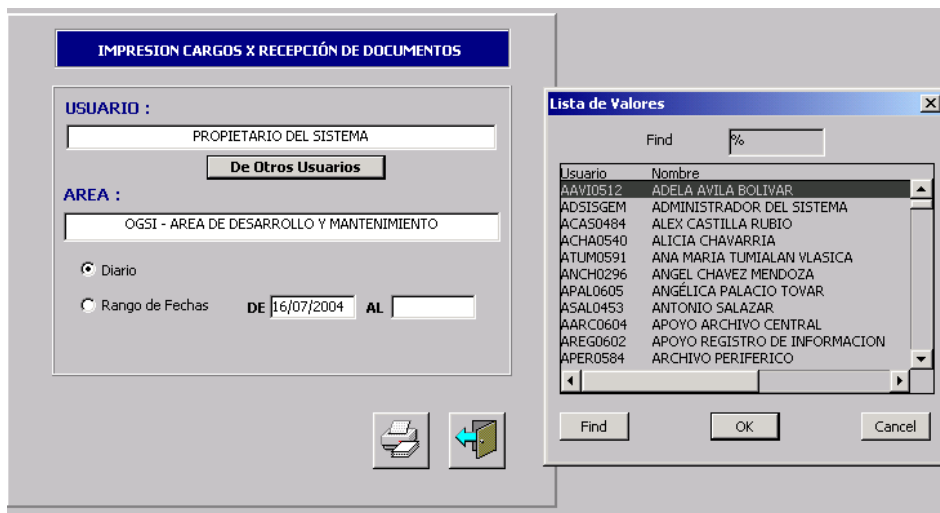 IMPRESION CARGOS X RECEPCIÓN DE DOCUMENTOS
USUARIO :
PROPIETARIO DEL SISTEMA
De Otros Usuarios
AREA :
OGSI - AREA DE DESARROLLO Y MANTENIMIENTO
Diario
Rango de Fechas DE 16/07/2004 AL
Lista de Valores
Find %
Usuario Nombre
AAVI0512 ADELA AVILA BOLIVAR
ADSISGEM ADMINISTRADOR DEL SISTEMA
ACAS0484 ALEX CASTILLA RUBIO
ACHA0540 ALICIA CHAVARRIA
ATUM0591 ANA MARIA TUMIALAN VLASICA
ANCH0296 ANGEL CHAVEZ MENDOZA
APAL0605 ANGÉLICA PALACIO TOVAR
ASAL0453 ANTONIO SALAZAR
AARC0604 APOYO ARCHIVO CENTRAL
AREG0602 APOYO REGISTRO DE INFORMACION
APER0584 ARCHIVO PERIFERICO
Find OK Cancel